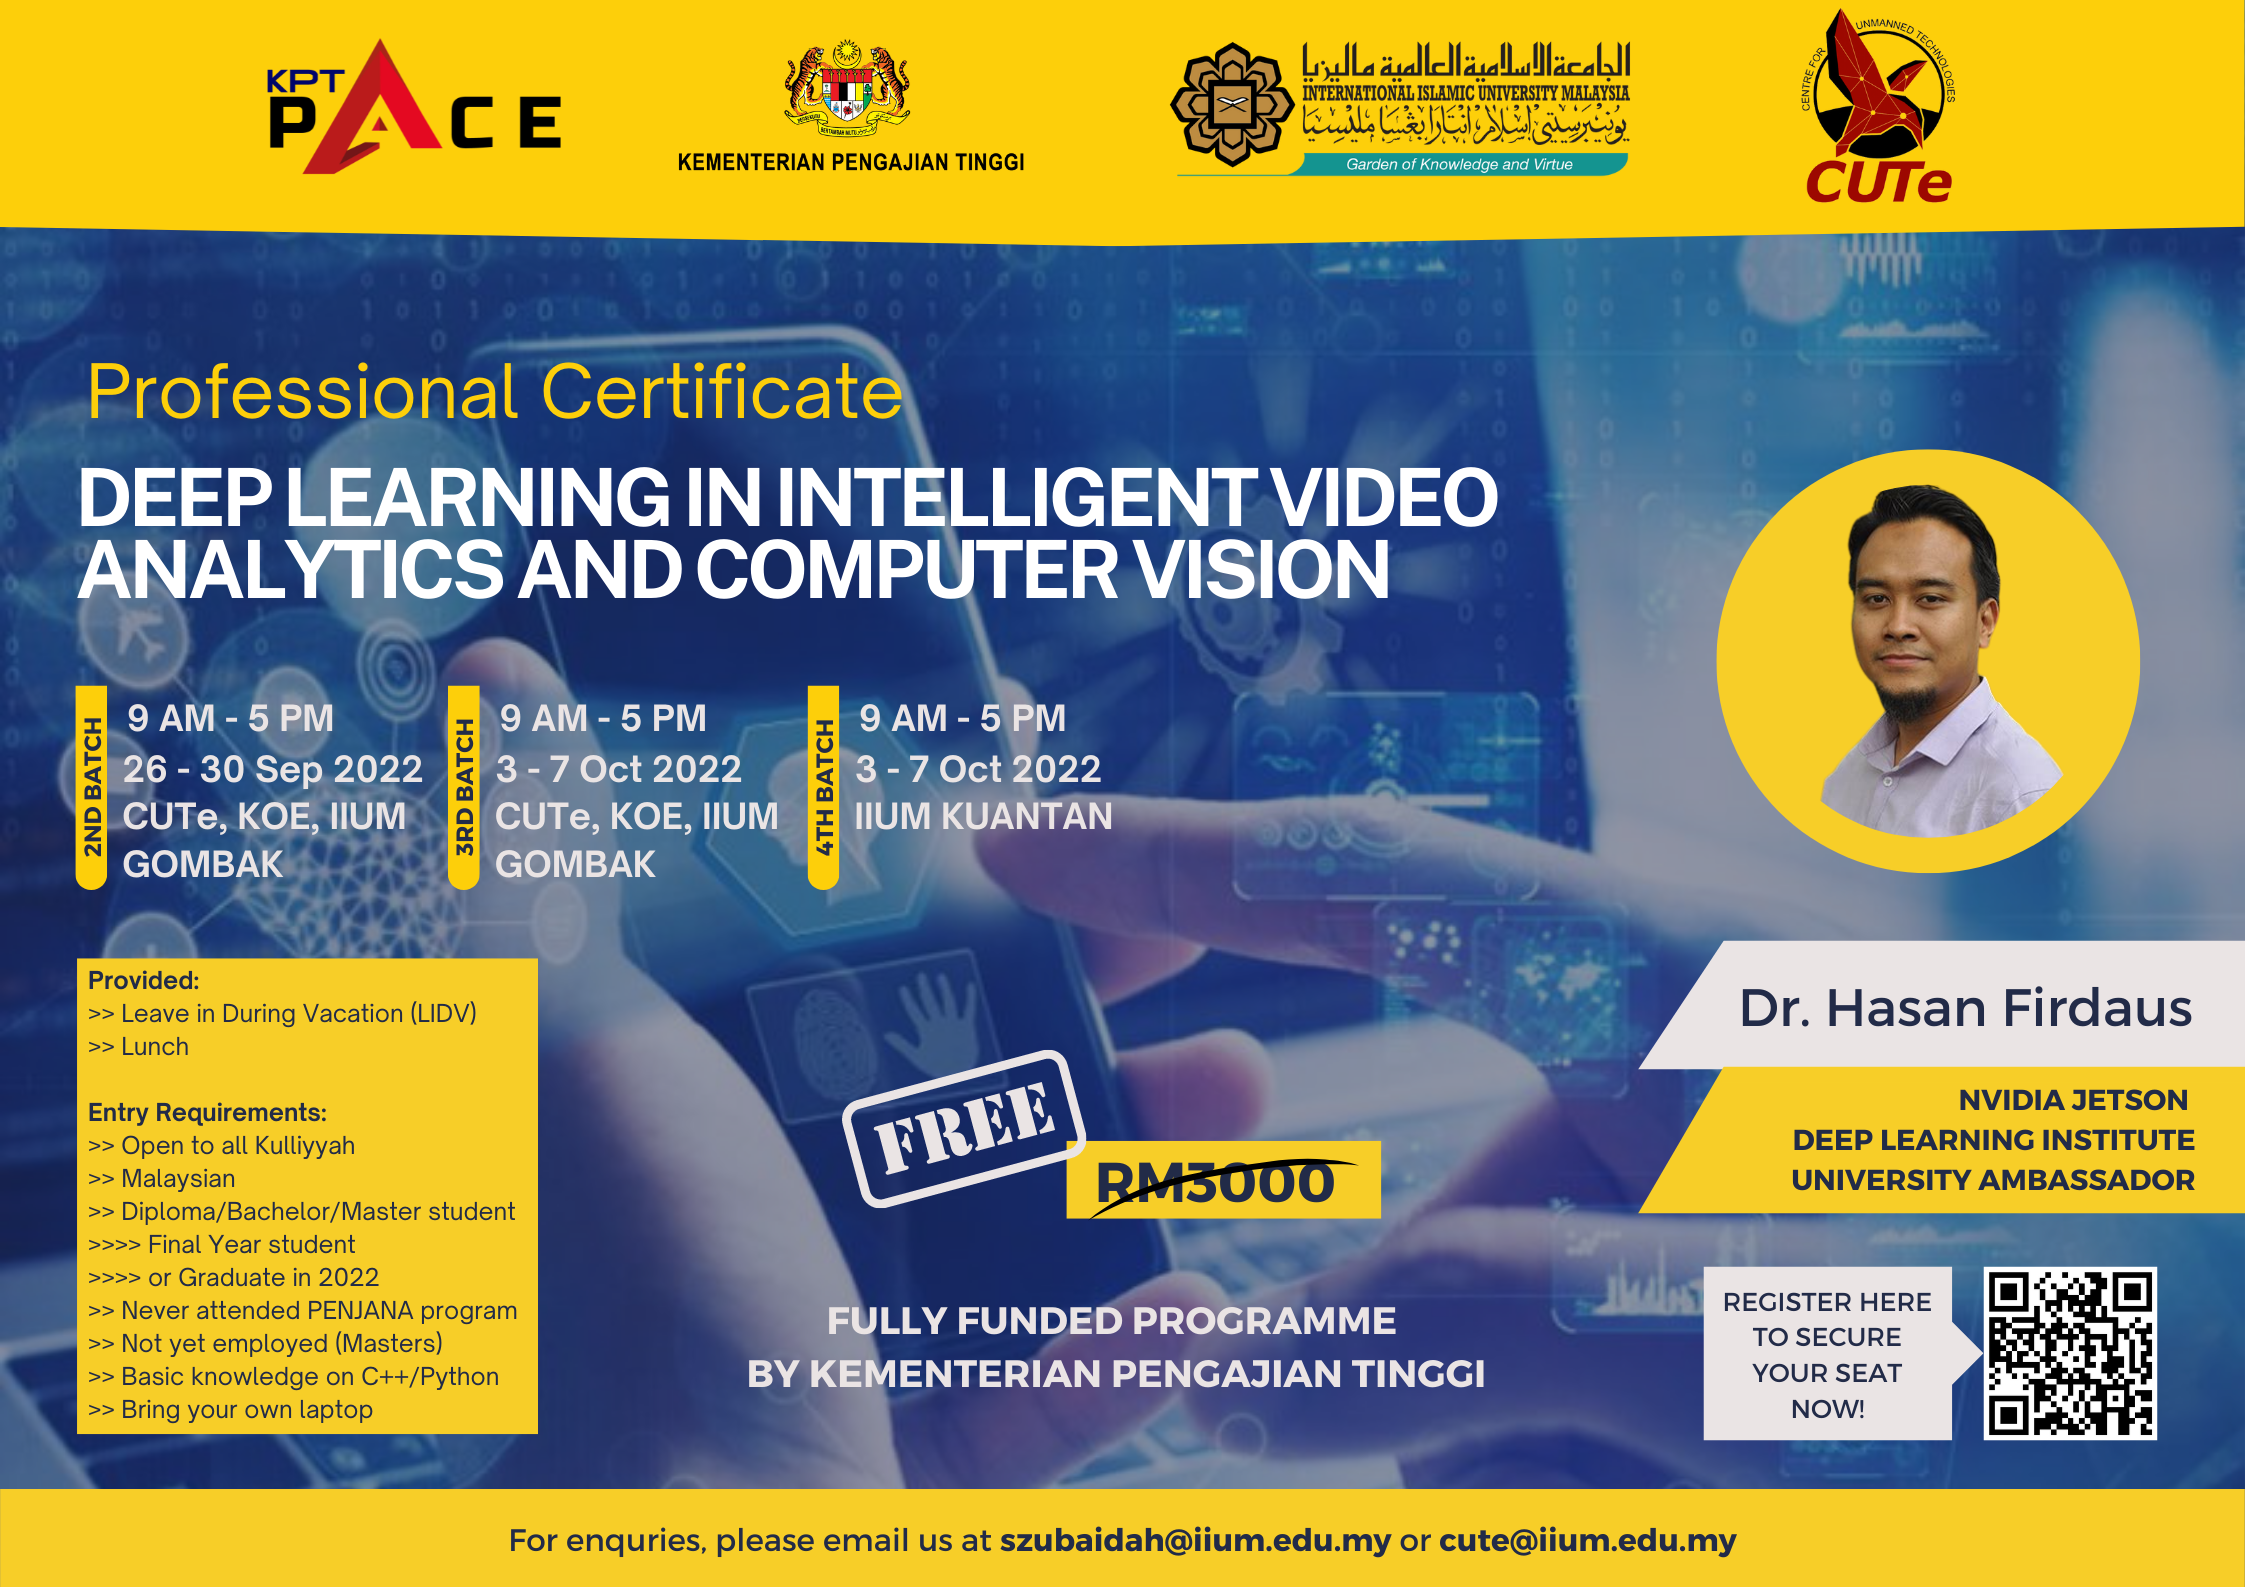 KPT
PACE
KEMENTERIAN PENGAJIAN TINGGI
الجامعة الإسلامية العالمية ماليزيا
INTERNATIONAL ISLAMIC UNIVERSITY MALAYSIA
يونيۏرسيتي اسلام انتارابڠسا مليسيا
Garden of Knowledge and Virtue
CENTRE FOR UNMANNED TECHNOLOGIES
CUTe
Professional Certificate
DEEP LEARNING IN INTELLIGENT VIDEO
ANALYTICS AND COMPUTER VISION
2ND BATCH
9 AM - 5 PM
26 - 30 Sep 2022
CUTe, KOE, IIUM
GOMBAK
3RD BATCH
9 AM - 5 PM
3 - 7 Oct 2022
CUTe, KOE, IIUM
GOMBAK
4TH BATCH
9 AM - 5 PM
3 - 7 Oct 2022
IIUM KUANTAN
Provided:
>> Leave in During Vacation (LIDV)
>> Lunch
Entry Requirements:
>> Open to all Kulliyyah
>> Malaysian
>> Diploma/Bachelor/Master student
>>>> Final Year student
>>>> or Graduate in 2022
>> Never attended PENJANA program
>> Not yet employed (Masters)
>> Basic knowledge on C++/Python
>> Bring your own laptop
FREE
RM3000
FULLY FUNDED PROGRAMME
BY KEMENTERIAN PENGAJIAN TINGGI
Dr. Hasan Firdaus
NVIDIA JETSON
DEEP LEARNING INSTITUTE
UNIVERSITY AMBASSADOR
REGISTER HERE
TO SECURE
YOUR SEAT
NOW!
For enquries, please email us at szubaidah@iium.edu.my or cute@iium.edu.my